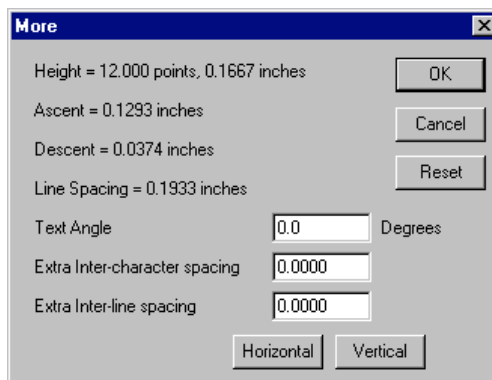 More
Height = 12.000 points, 0.1667 inches
OK
Ascent = 0.1293 inches
Cancel
Descent = 0.0374 inches
Reset
Line Spacing = 0.1933 inches
Text Angle 0.0 Degrees
Extra Inter-character spacing 0.0000
Extra Inter-line spacing 0.0000
Horizontal Vertical